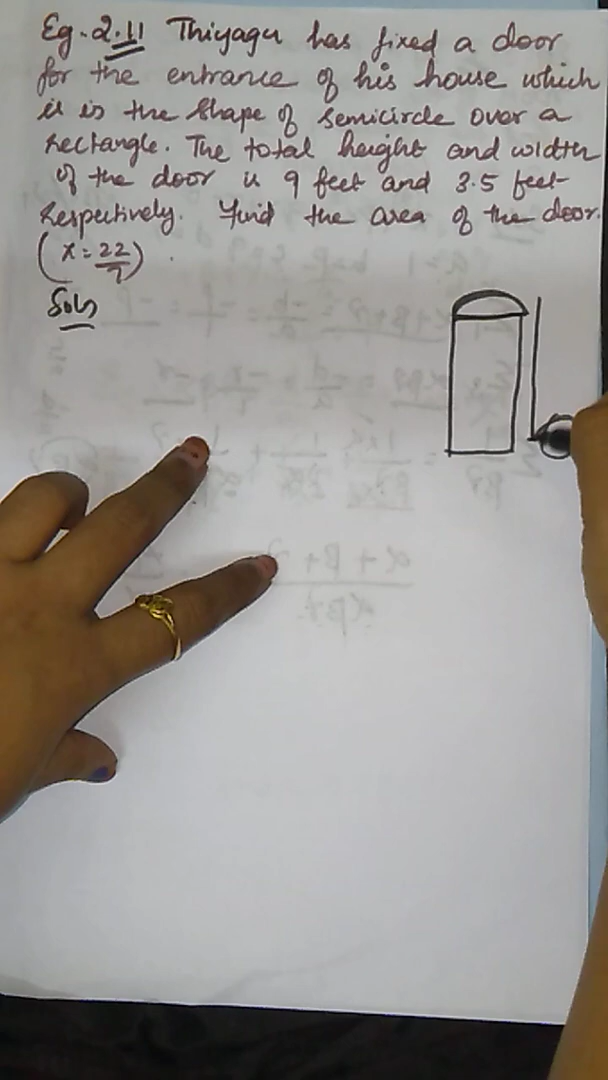 Eg-2.11 Thiyagu has fixed a door
for the entrance of his house which
is in the shape of semicircle over a
rectangle. The total height and width
of the door is 9 feet and 3.5 feet
respectively. Find the area of the door.
(π = 22/7).
Soln